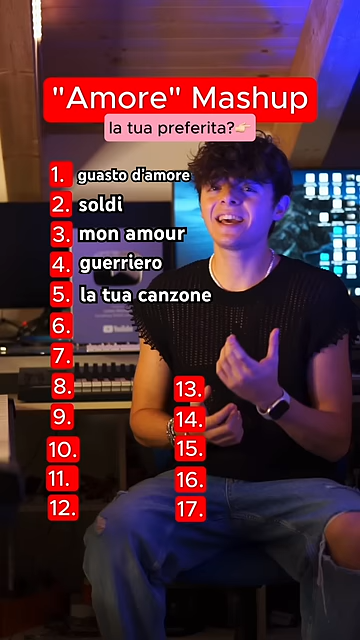 "Amore" Mashup
la tua preferita?👉🏻
1. guasto d'amore
2. soldi
3. mon amour
4. guerriero
5. la tua canzone
6.
7.
8.
9.
10.
11.
12.
13.
14.
15.
16.
17.
YouTube